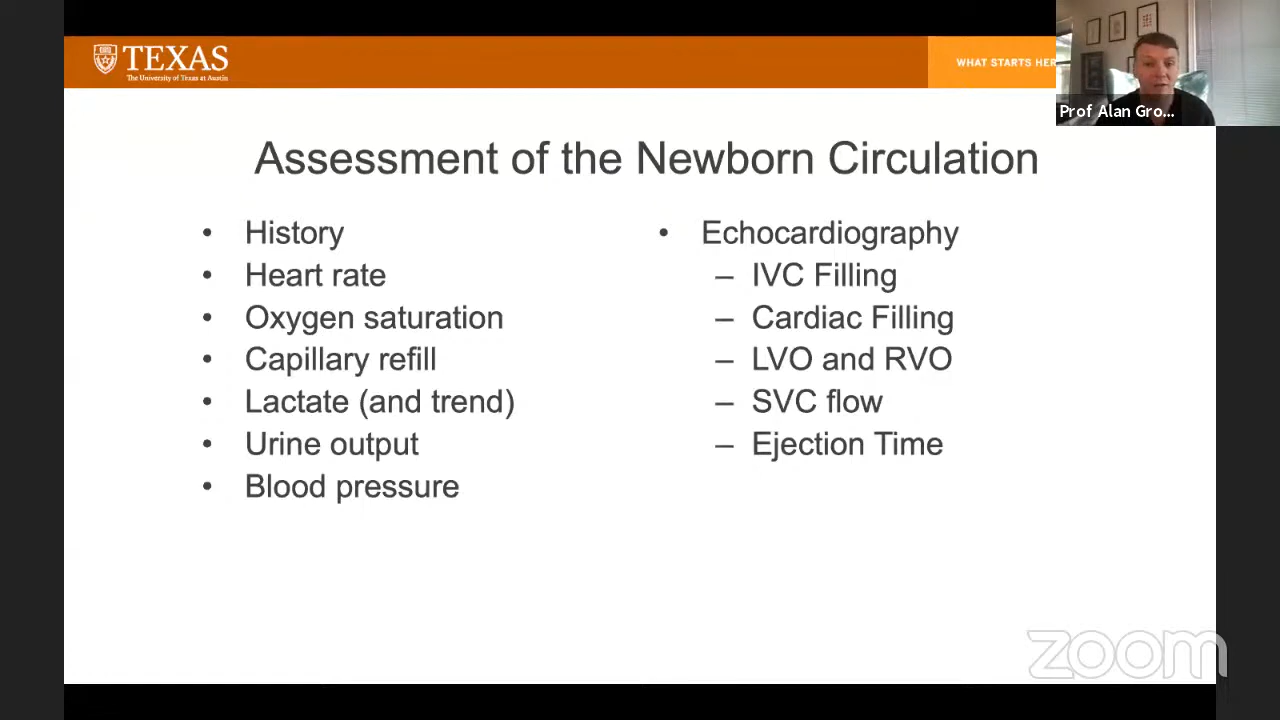 TEXAS
The University of Texas at Austin
WHAT STARTS HER
Prof Alan Gro...
Assessment of the Newborn Circulation
• History
• Heart rate
• Oxygen saturation
• Capillary refill
• Lactate (and trend)
• Urine output
• Blood pressure
• Echocardiography
– IVC Filling
– Cardiac Filling
– LVO and RVO
– SVC flow
– Ejection Time
zoom